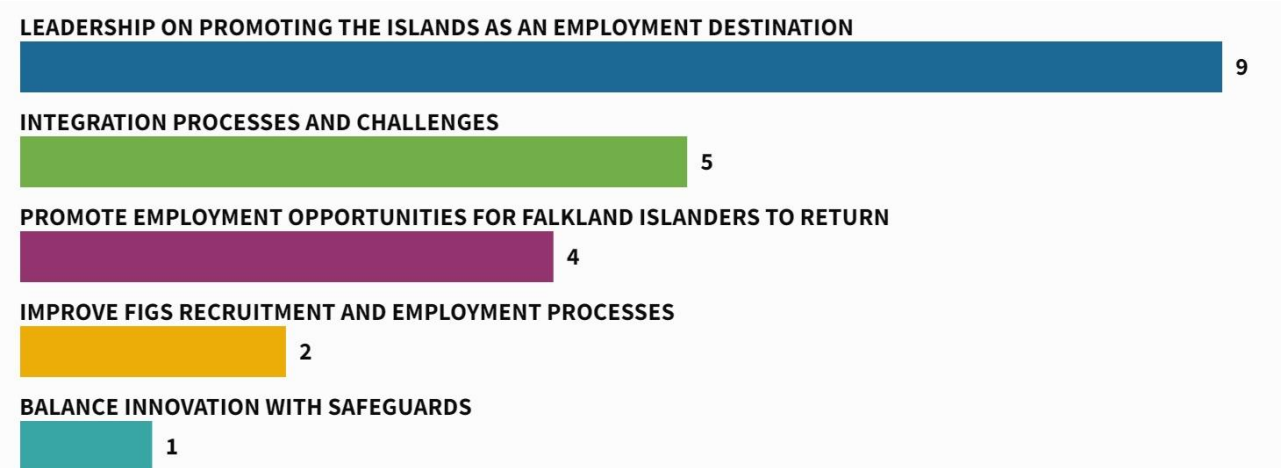 LEADERSHIP ON PROMOTING THE ISLANDS AS AN EMPLOYMENT DESTINATION
9
INTEGRATION PROCESSES AND CHALLENGES
5
PROMOTE EMPLOYMENT OPPORTUNITIES FOR FALKLAND ISLANDERS TO RETURN
4
IMPROVE FIGS RECRUITMENT AND EMPLOYMENT PROCESSES
2
BALANCE INNOVATION WITH SAFEGUARDS
1